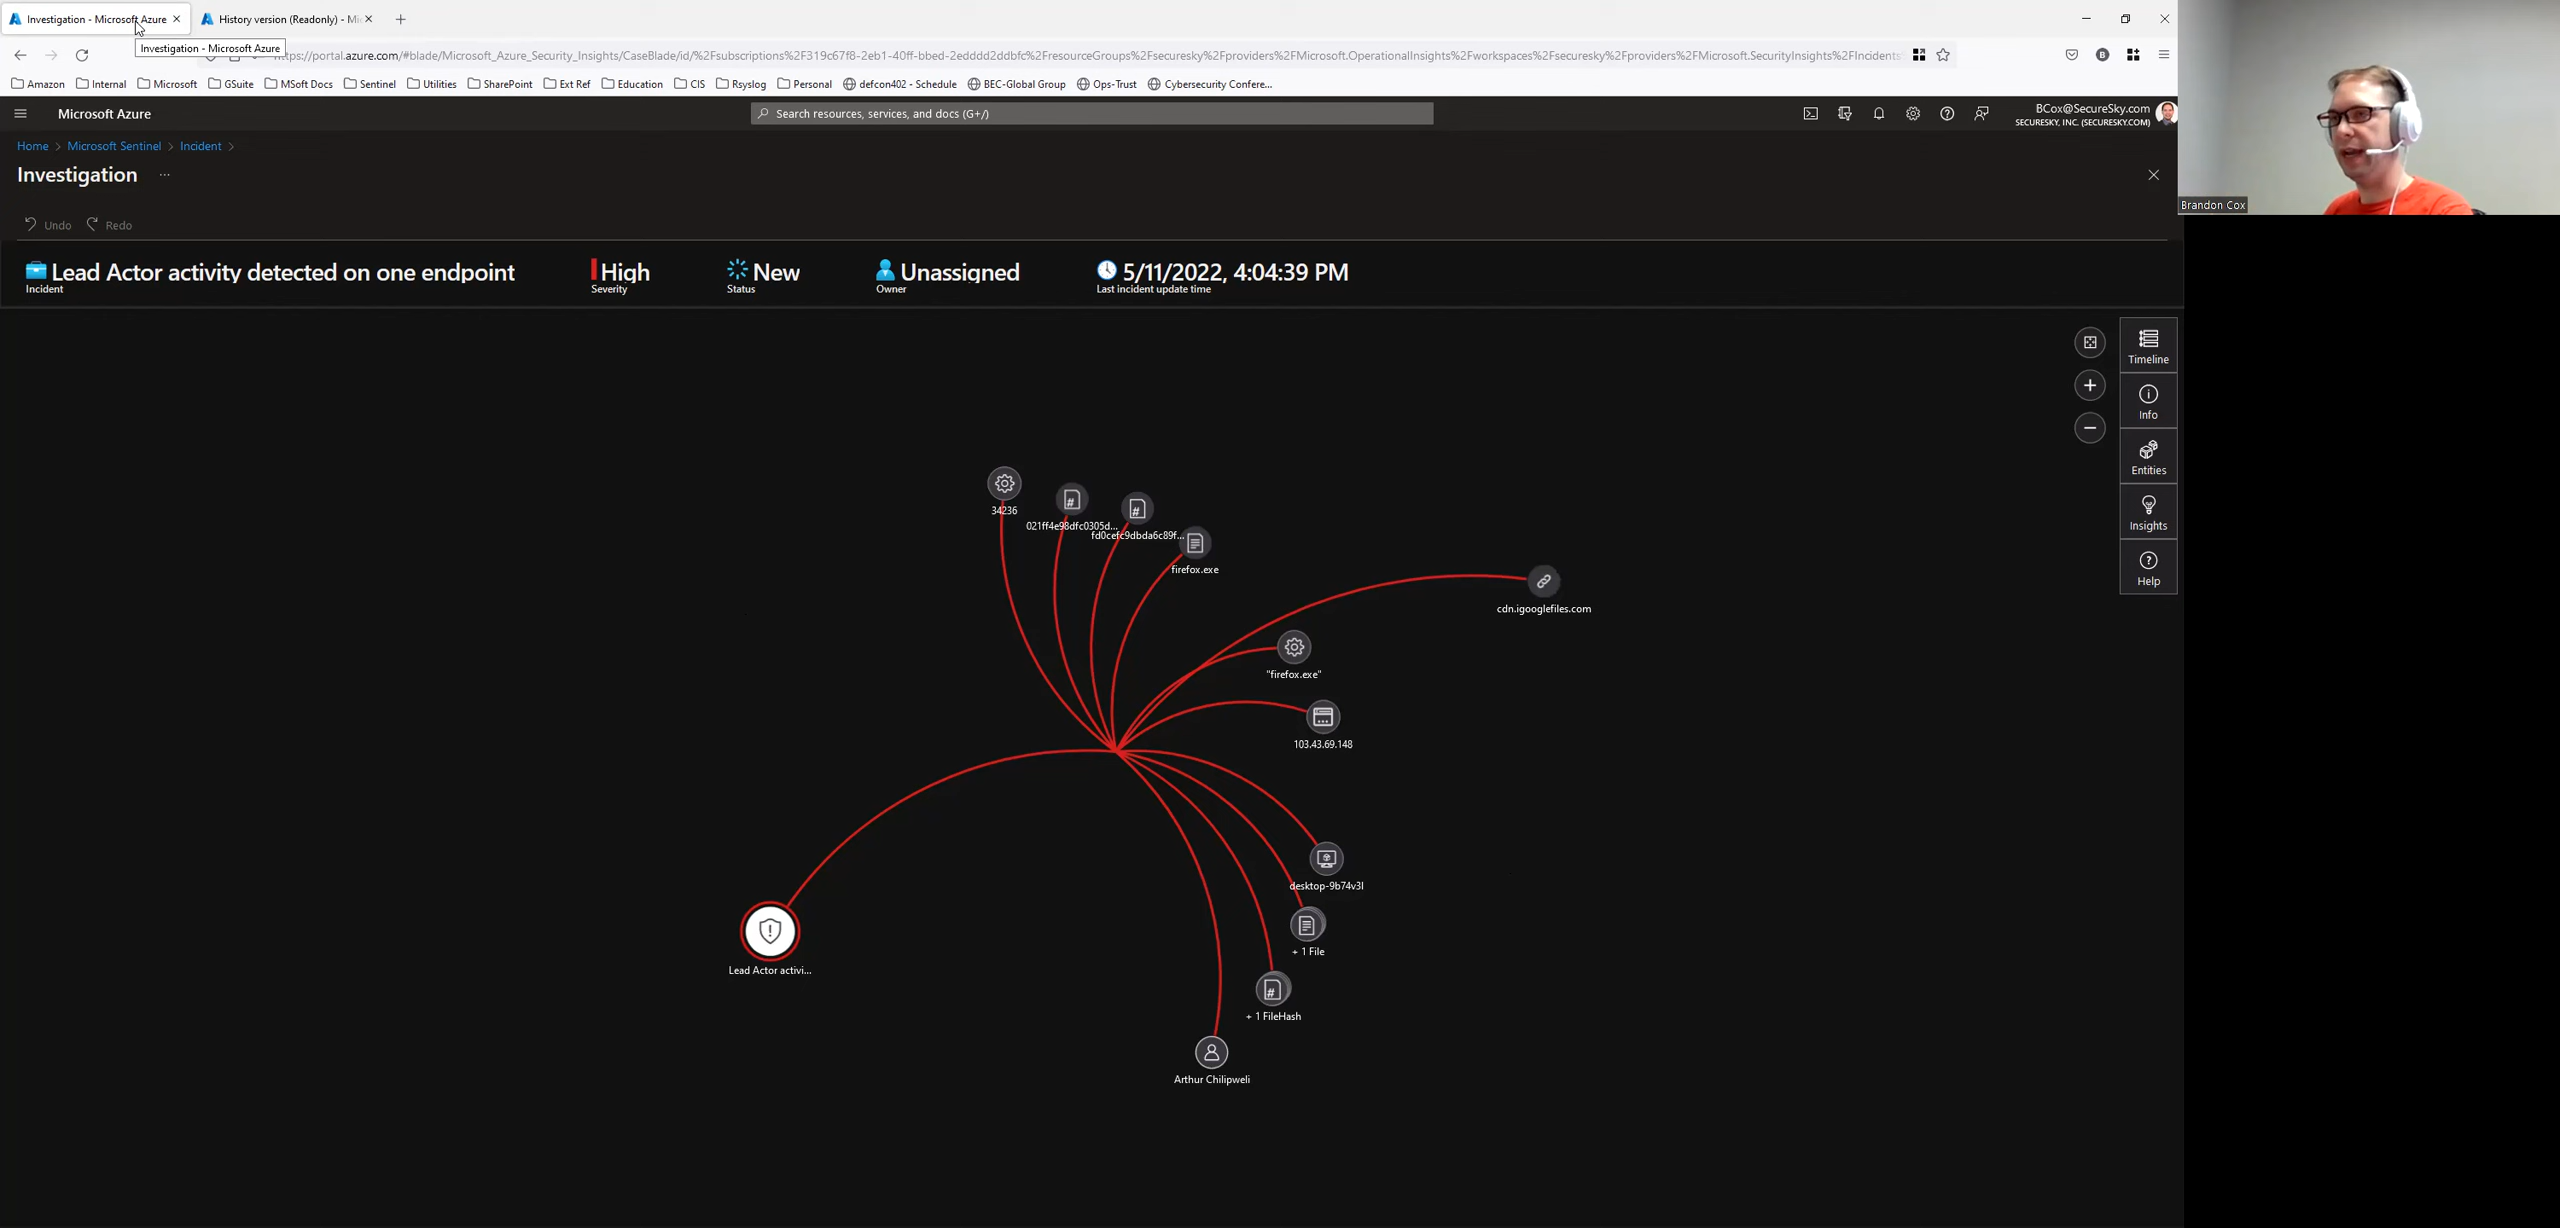 Investigation - Microsoft Azure
History version (Readonly) - Mi
Investigation - Microsoft Azure
ttps://portal.azure.com/#blade/Microsoft_Azure_Security_Insights/CaseBlade/id/%2Fsubscriptions%2F319c67f8-2eb1-40ff-bbed-2edddd2ddbfc%2FresourceGroups%2Fsecuresky%2Fproviders%2FMicrosoft.OperationalInsights%2Fworkspaces%2Fsecuresky%2Fproviders%2FMicrosoft.SecurityInsights%2FIncidents
B
Amazon Internal Microsoft GSuite MSoft Docs Sentinel Utilities SharePoint Ext Ref Education CIS Rsyslog Personal defcon402 - Schedule BEC-Global Group Ops-Trust Cybersecurity Confere...
Microsoft Azure
Search resources, services, and docs (G+/)
BCox@SecureSky.com
SECURESKY, INC. (SECURESKY.COM)
Home > Microsoft Sentinel > Incident >
Investigation ...
Brandon Cox
Undo Redo
Lead Actor activity detected on one endpoint
Incident
High
Severity
New
Status
Unassigned
Owner
5/11/2022, 4:04:39 PM
Last incident update time
Timeline
Info
Entities
Insights
Help
34236
021ff4e98dfc0305d...
fd0cefc9dbda6c89f...
firefox.exe
cdn.igooglefiles.com
"firefox.exe"
103.43.69.148
desktop-9b74v3l
+ 1 File
Lead Actor activi...
+ 1 FileHash
Arthur Chilipweli